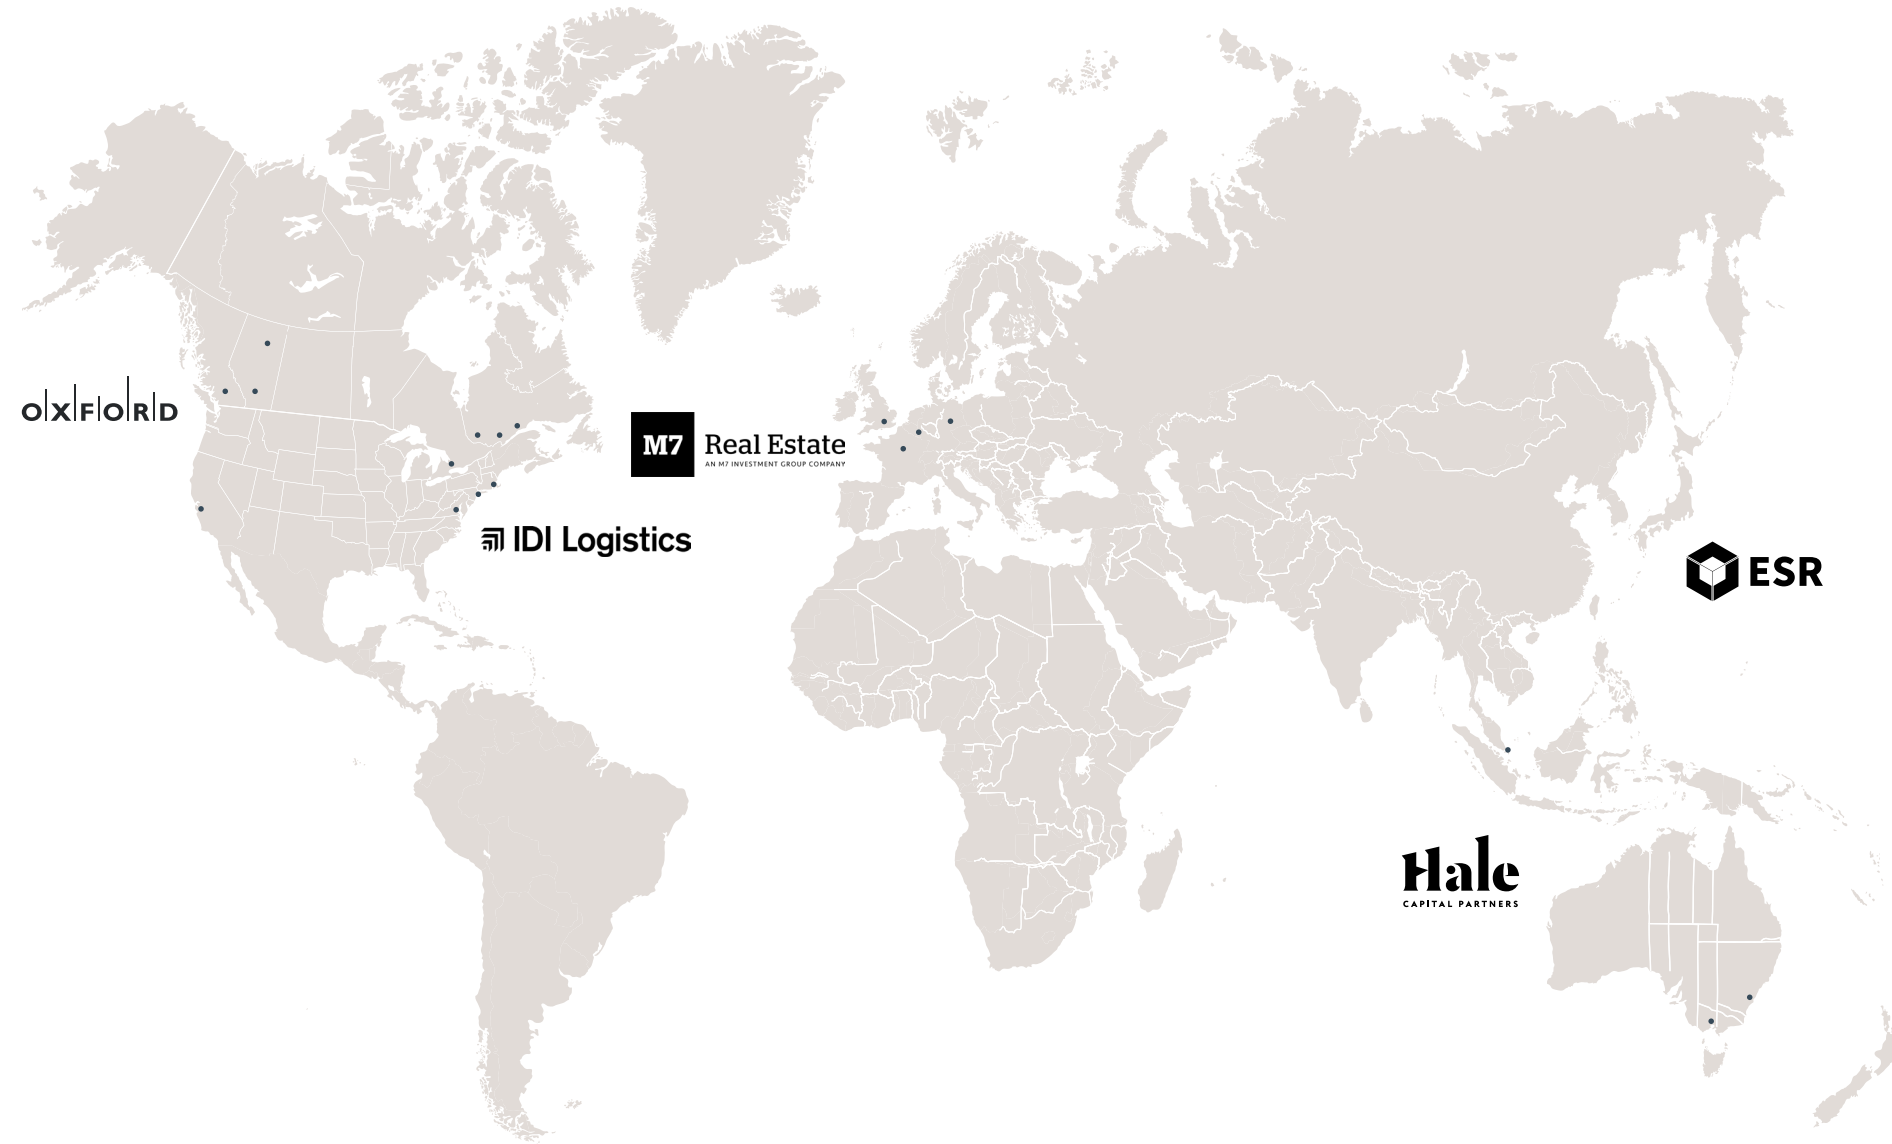 OXFORD
M7 Real Estate
AN M7 INVESTMENT GROUP COMPANY
IDI Logistics
ESR
Hale
CAPITAL PARTNERS